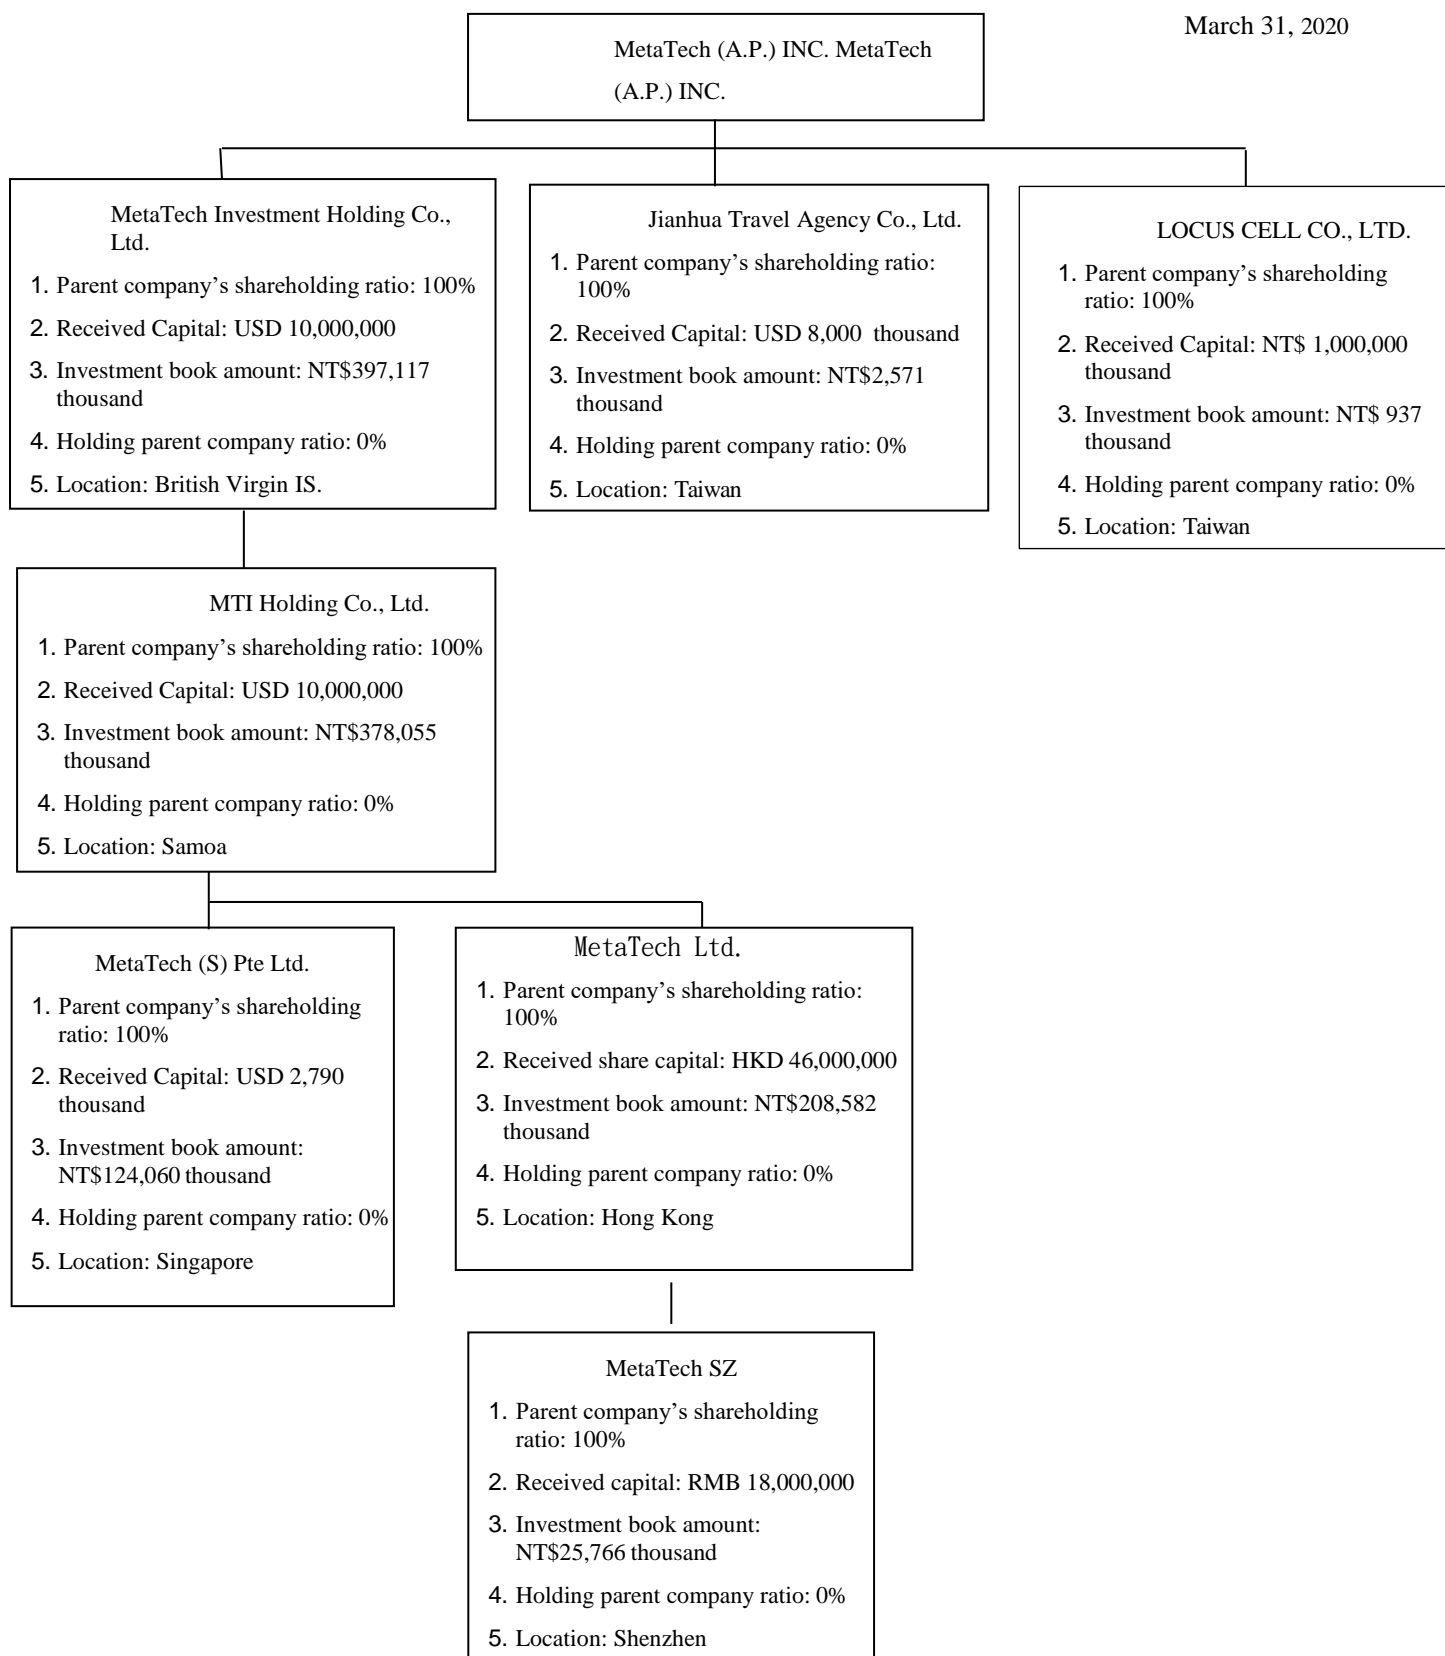 March 31, 2020
MetaTech (A.P.) INC. MetaTech
(A.P.) INC.
MetaTech Investment Holding Co.,
Ltd.
1. Parent company’s shareholding ratio: 100%
2. Received Capital: USD 10,000,000
3. Investment book amount: NT$397,117
thousand
4. Holding parent company ratio: 0%
5. Location: British Virgin IS.
Jianhua Travel Agency Co., Ltd.
1. Parent company’s shareholding ratio:
100%
2. Received Capital: USD 8,000 thousand
3. Investment book amount: NT$2,571
thousand
4. Holding parent company ratio: 0%
5. Location: Taiwan
LOCUS CELL CO., LTD.
1. Parent company’s shareholding
ratio: 100%
2. Received Capital: NT$ 1,000,000
thousand
3. Investment book amount: NT$ 937
thousand
4. Holding parent company ratio: 0%
5. Location: Taiwan
MTI Holding Co., Ltd.
1. Parent company’s shareholding ratio: 100%
2. Received Capital: USD 10,000,000
3. Investment book amount: NT$378,055
thousand
4. Holding parent company ratio: 0%
5. Location: Samoa
MetaTech (S) Pte Ltd.
1. Parent company’s shareholding
ratio: 100%
2. Received Capital: USD 2,790
thousand
3. Investment book amount:
NT$124,060 thousand
4. Holding parent company ratio: 0%
5. Location: Singapore
MetaTech Ltd.
1. Parent company’s shareholding ratio:
100%
2. Received share capital: HKD 46,000,000
3. Investment book amount: NT$208,582
thousand
4. Holding parent company ratio: 0%
5. Location: Hong Kong
MetaTech SZ
1. Parent company’s shareholding
ratio: 100%
2. Received capital: RMB 18,000,000
3. Investment book amount:
NT$25,766 thousand
4. Holding parent company ratio: 0%
5. Location: Shenzhen